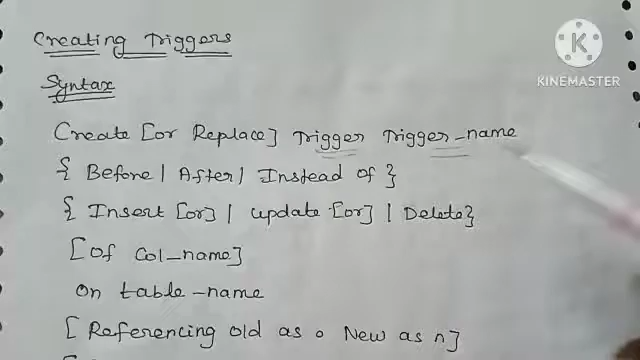 Creating Triggers
Syntax
Create [or Replace] Trigger Trigger_name
{ Before | After | Instead of }
{ Insert [or] | update [or] | Delete}
[of Col_name]
on table_name
[Referencing old as o New as n]
K
KINEMASTER